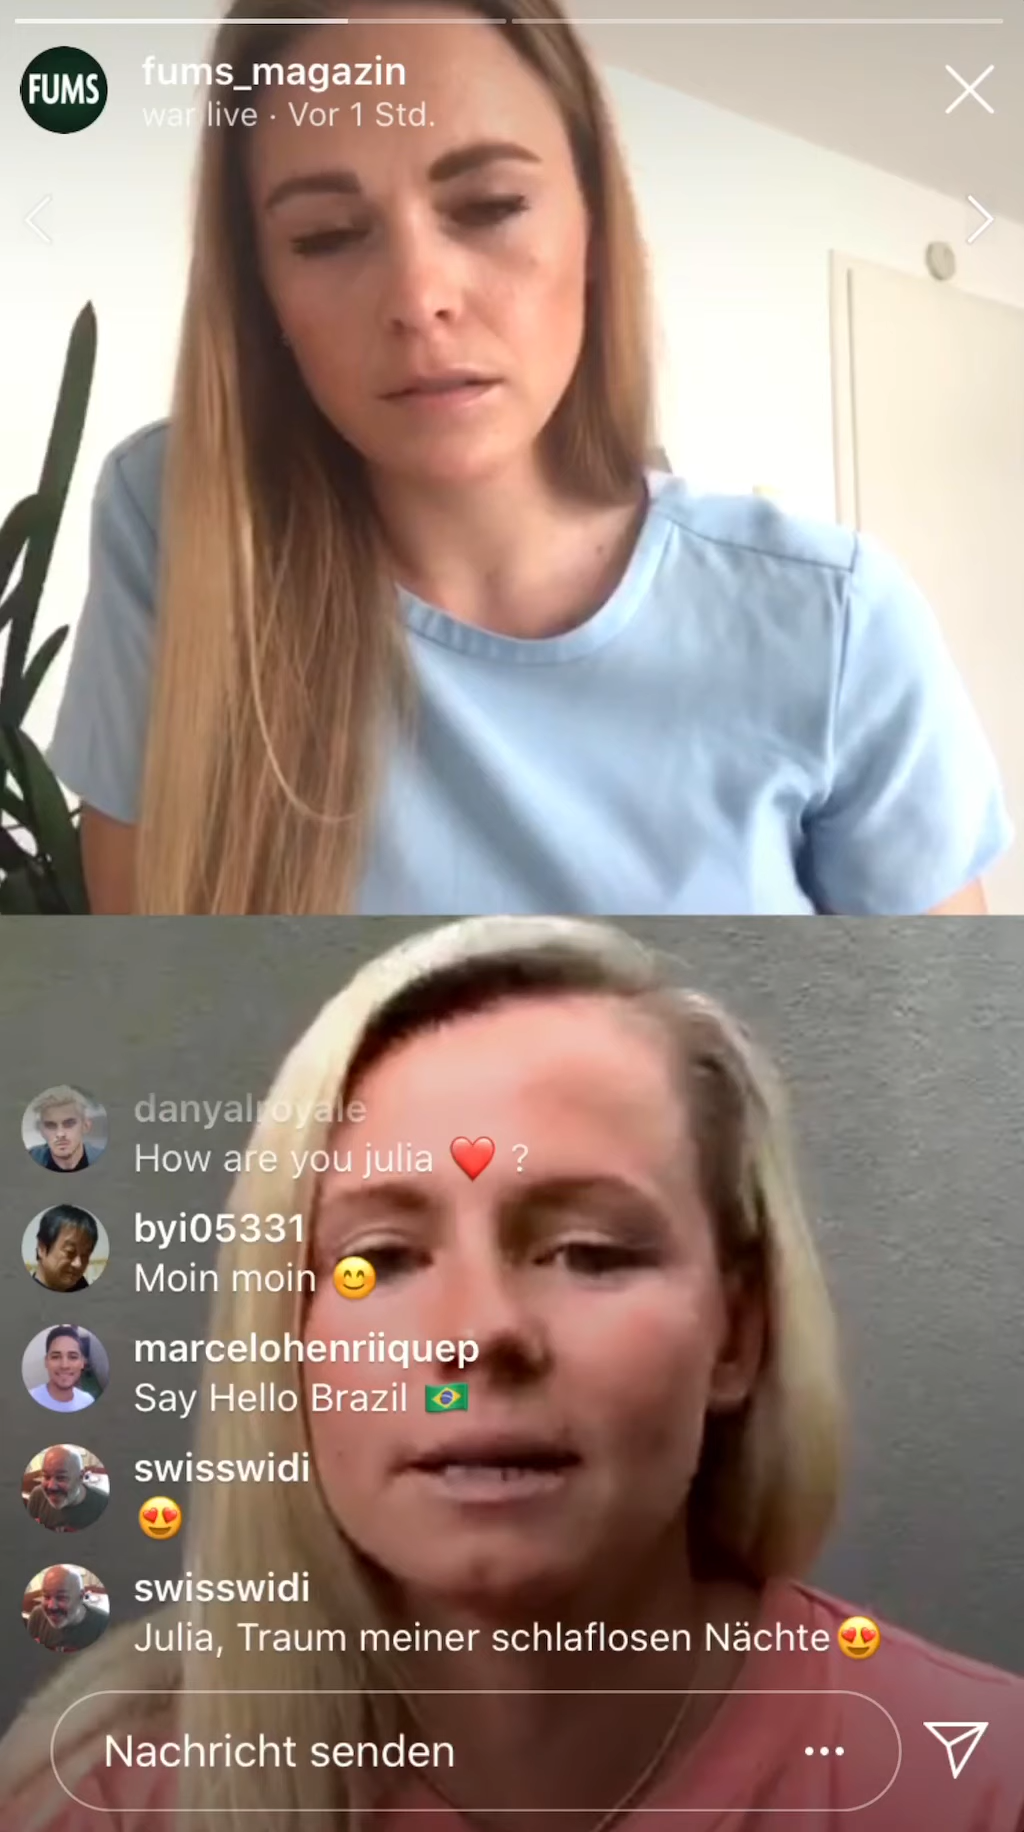 FUMS
fums_magazin
war live · Vor 1 Std.
danyalroyale
How are you julia ❤️ ?
byi05331
Moin moin 😊
marcelohenriiquep
Say Hello Brazil 🇧🇷
swisswidi
😍
swisswidi
Julia, Traum meiner schlaflosen Nächte😍
Nachricht senden